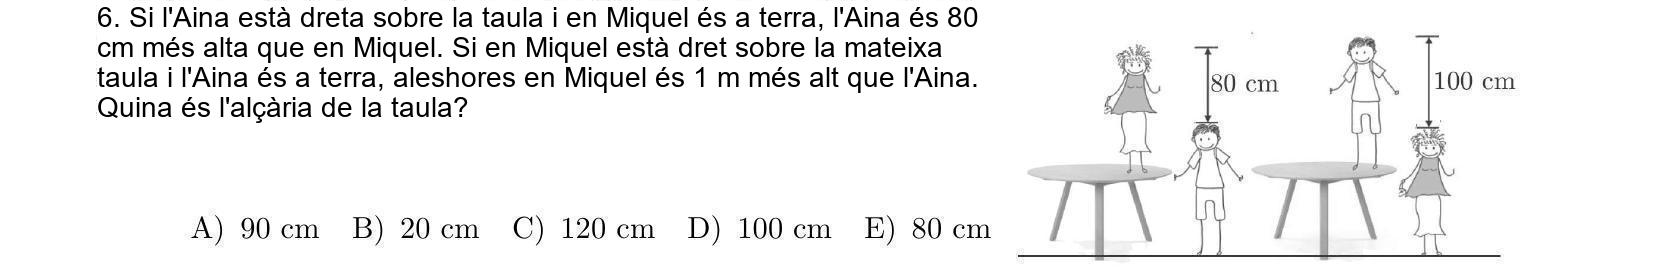 6. Si l'Aina està dreta sobre la taula i en Miquel és a terra, l'Aina és 80
cm més alta que en Miquel. Si en Miquel està dret sobre la mateixa
taula i l'Aina és a terra, aleshores en Miquel és 1 m més alt que l'Aina.
Quina és l'alçària de la taula?
80 cm
100 cm
A) 90 cm B) 20 cm C) 120 cm D) 100 cm E) 80 cm